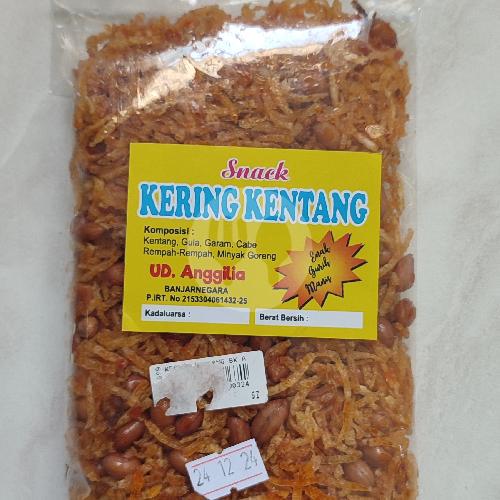 Snack
KERING KENTANG
Komposisi :
Kentang, Gula, Garam, Cabe
Rempah-Rempah, Minyak Goreng
UD. Anggilia
BANJARNEGARA
P.IRT. No 2153304061432-25
Enak
Gurih
Manis
Kadaluarsa :
Berat Bersih :
24 12 24